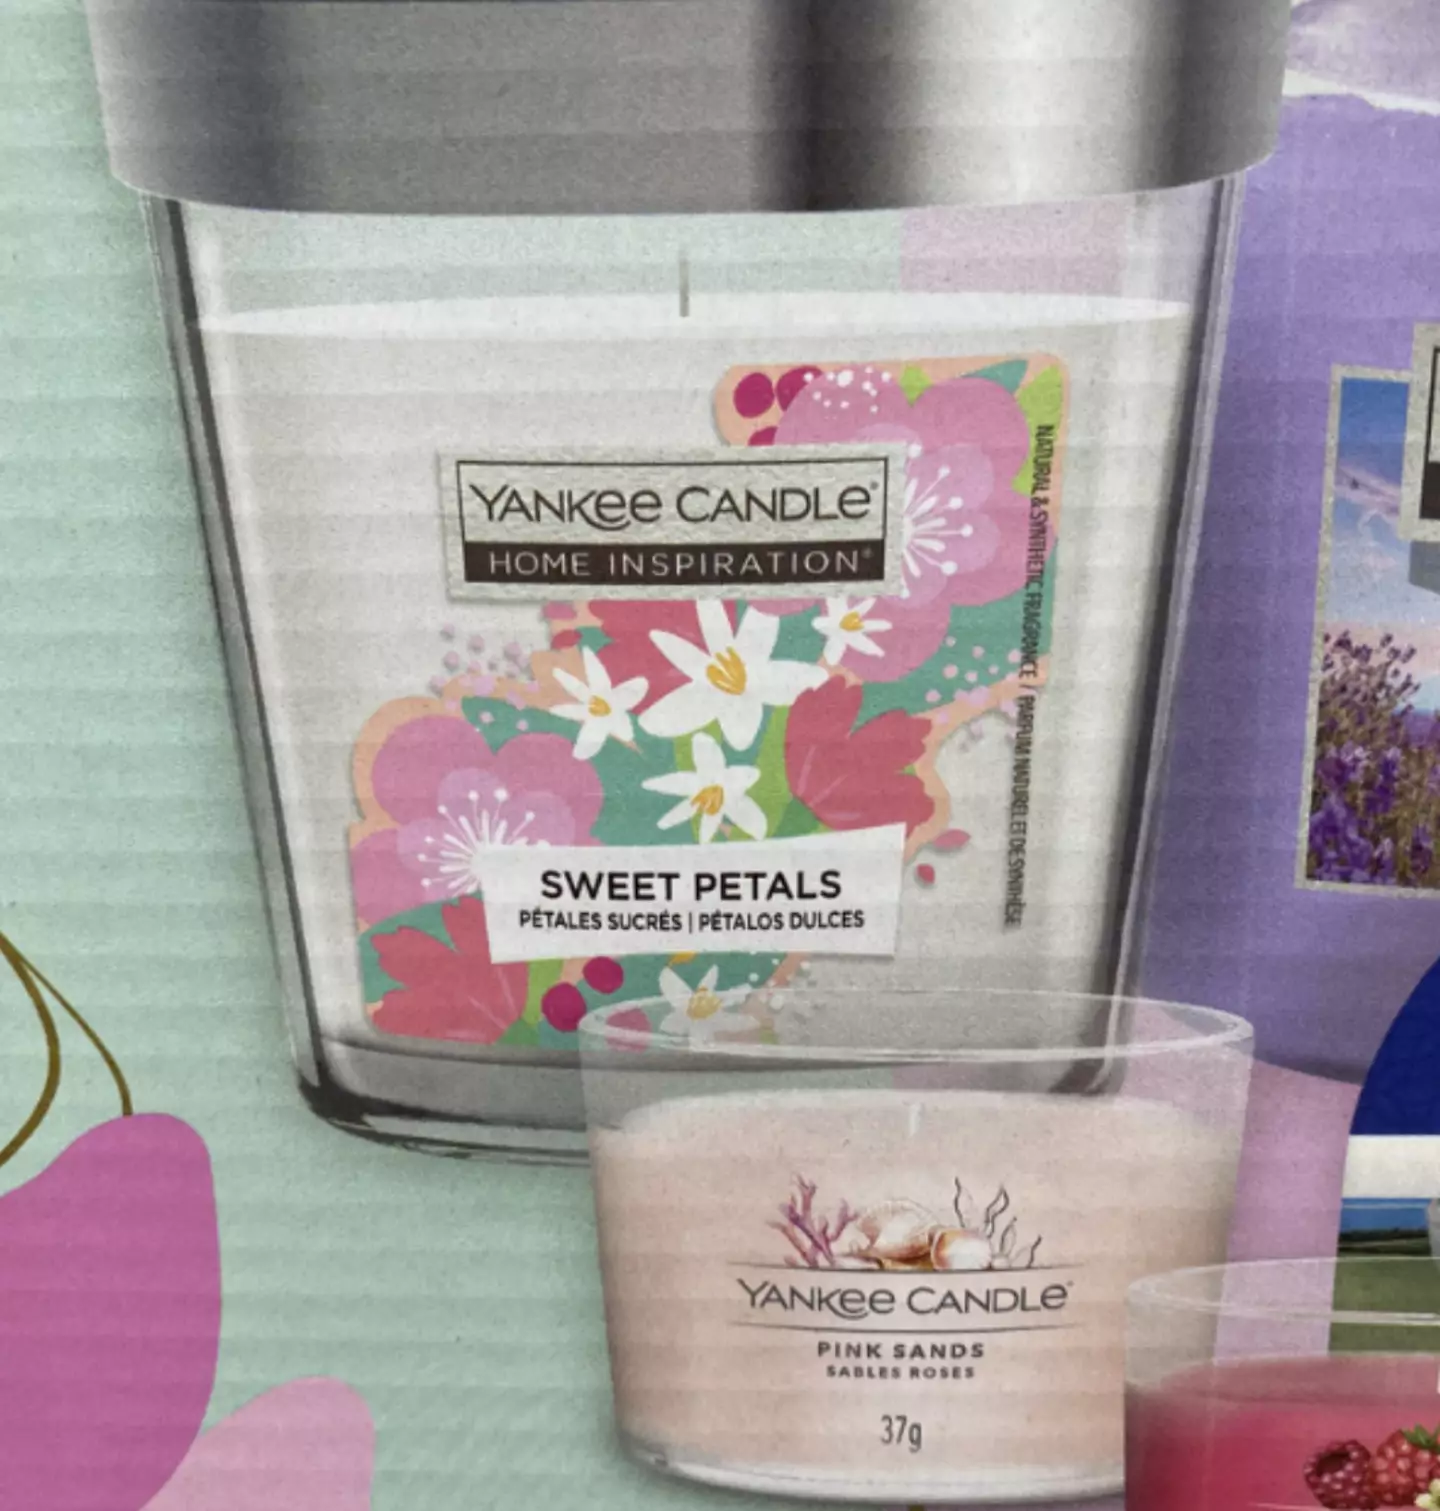 YANKEE CANDLE®
HOME INSPIRATION®
NATURAL & SYNTHETIC FRAGRANCE / PARFUM NATUREL ET DE SYNTHÈSE
SWEET PETALS
PÉTALES SUCRÉS | PÉTALOS DULCES
YANKEE CANDLE®
PINK SANDS
SABLES ROSES
37g